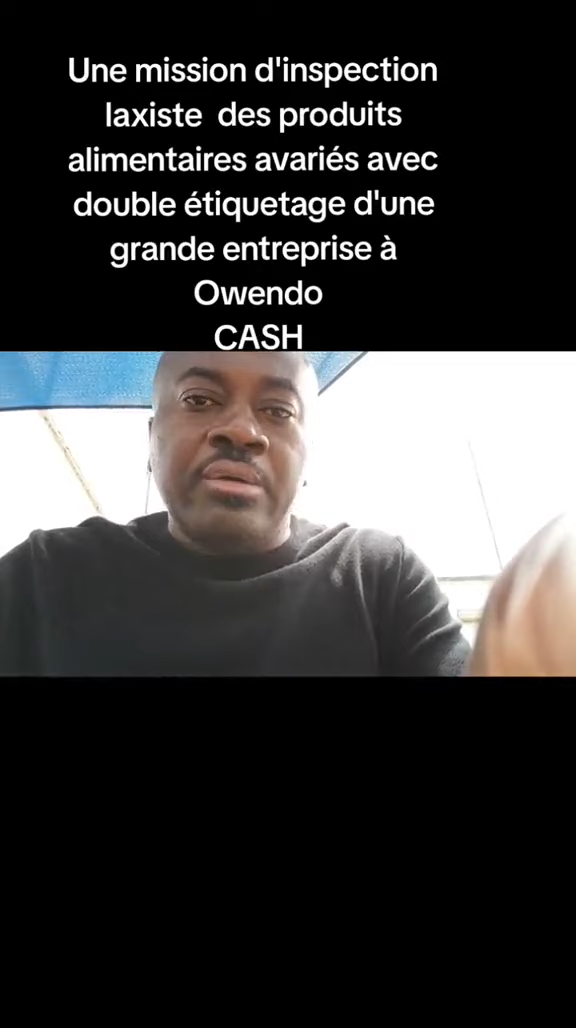 Une mission d'inspection
laxiste  des produits
alimentaires avariés avec
double étiquetage d'une
grande entreprise à
Owendo
CASH